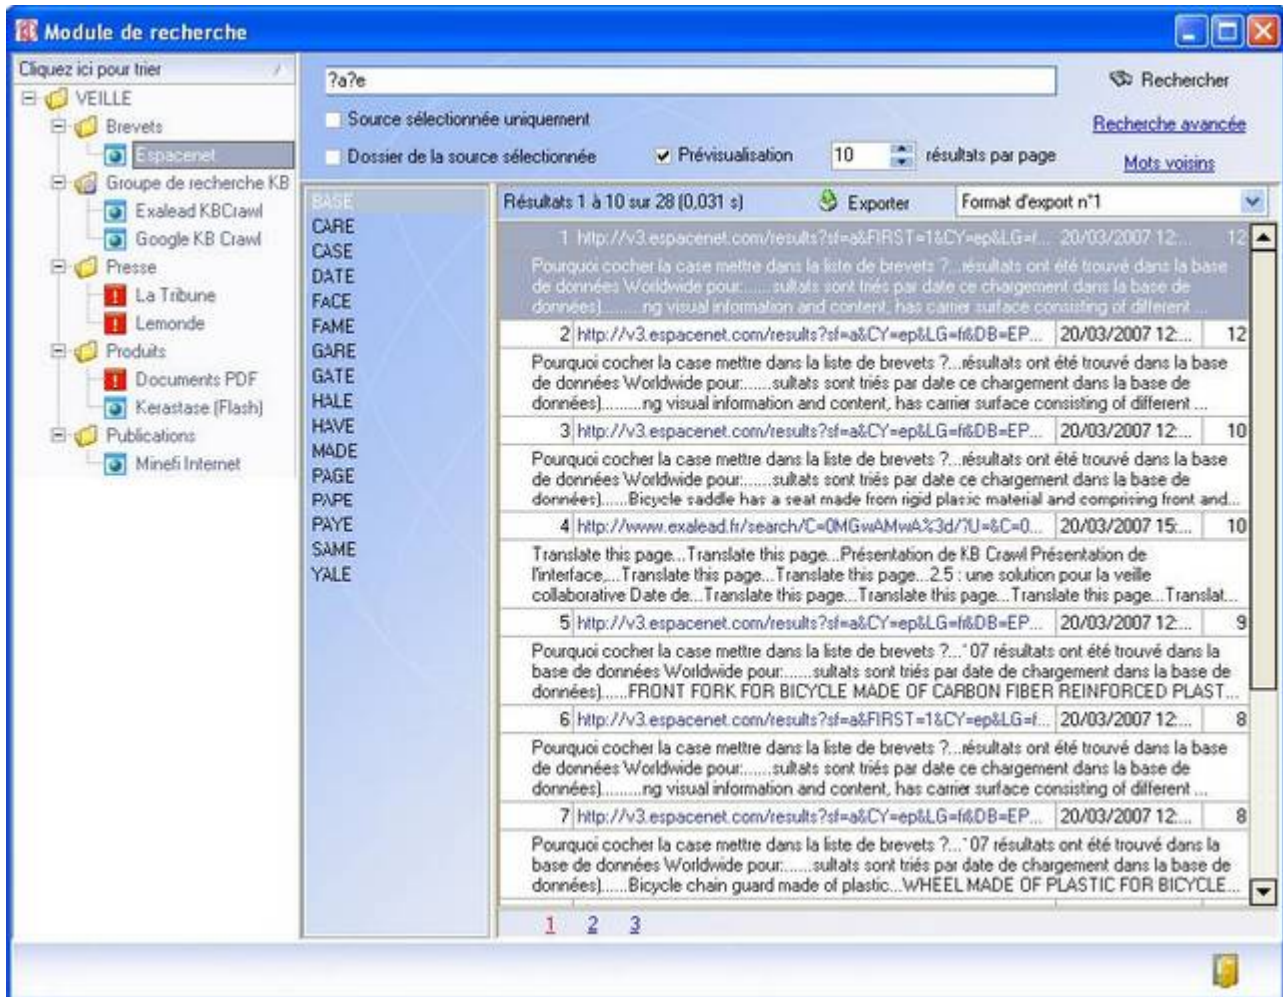 Module de recherche
Cliquez ici pour trier
VEILLE
Brevets
Espacenet
Groupe de recherche KB
Exalead KBCrawl
Google KB Crawl
Presse
La Tribune
Lemonde
Produits
Documents PDF
Kerastase (Flash)
Publications
Minefi Internet
?a?e
Rechercher
Source sélectionnée uniquement
Recherche avancée
Dossier de la source sélectionnée
Prévisualisation
10
résultats par page
Mots voisins
BASE
CARE
CASE
DATE
FACE
FAME
GARE
GATE
HALE
HAVE
MADE
PAGE
PAPE
PAYE
SAME
YALE
Résultats 1 à 10 sur 28 (0,031 s) Exporter Format d'export n°1
1 http://v3.espacenet.com/results?sf=a&FIRST=1&CY=ep&LG=f... 20/03/2007 12:... 12
Pourquoi cocher la case mettre dans la liste de brevets ?...résultats ont été trouvé dans la base
de données Worldwide pour:......sultats sont triés par date ce chargement dans la base de
données).........ng visual information and content, has carrier surface consisting of different ...
2 http://v3.espacenet.com/results?sf=a&CY=ep&LG=fr&DB=EP... 20/03/2007 12:... 12
Pourquoi cocher la case mettre dans la liste de brevets ?...résultats ont été trouvé dans la base
de données Worldwide pour:......sultats sont triés par date ce chargement dans la base de
données).........ng visual information and content, has carrier surface consisting of different ...
3 http://v3.espacenet.com/results?sf=a&CY=ep&LG=fr&DB=EP... 20/03/2007 12:... 10
Pourquoi cocher la case mettre dans la liste de brevets ?...résultats ont été trouvé dans la base
de données Worldwide pour:......sultats sont triés par date ce chargement dans la base de
données)......Bicycle saddle has a seat made from rigid plastic material and comprising front and...
4 http://www.exalead.fr/search/C=0MGwAMwA%3d/?U=&C=0... 20/03/2007 15:... 10
Translate this page...Translate this page...Présentation de KB Crawl Présentation de
l'interface,...Translate this page...Translate this page...2.5 : une solution pour la veille
collaborative Date de...Translate this page...Translate this page...Translate this page...Translat...
5 http://v3.espacenet.com/results?sf=a&CY=ep&LG=fr&DB=EP... 20/03/2007 12:... 9
Pourquoi cocher la case mettre dans la liste de brevets ?...107 résultats ont été trouvé dans la
base de données Worldwide pour:......sultats sont triés par date de chargement dans la base de
données)......FRONT FORK FOR BICYCLE MADE OF CARBON FIBER REINFORCED PLAST...
6 http://v3.espacenet.com/results?sf=a&FIRST=1&CY=ep&LG=f... 20/03/2007 12:... 8
Pourquoi cocher la case mettre dans la liste de brevets ?...résultats ont été trouvé dans la base
de données Worldwide pour:......sultats sont triés par date ce chargement dans la base de
données).........ng visual information and content, has carrier surface consisting of different ...
7 http://v3.espacenet.com/results?sf=a&CY=ep&LG=fr&DB=EP... 20/03/2007 12:... 8
Pourquoi cocher la case mettre dans la liste de brevets ?...107 résultats ont été trouvé dans la
base de données Worldwide pour:......sultats sont triés par date de chargement dans la base de
données)......Bicycle chain guard made of plastic...WHEEL MADE OF PLASTIC FOR BICYCLE...
1 2 3